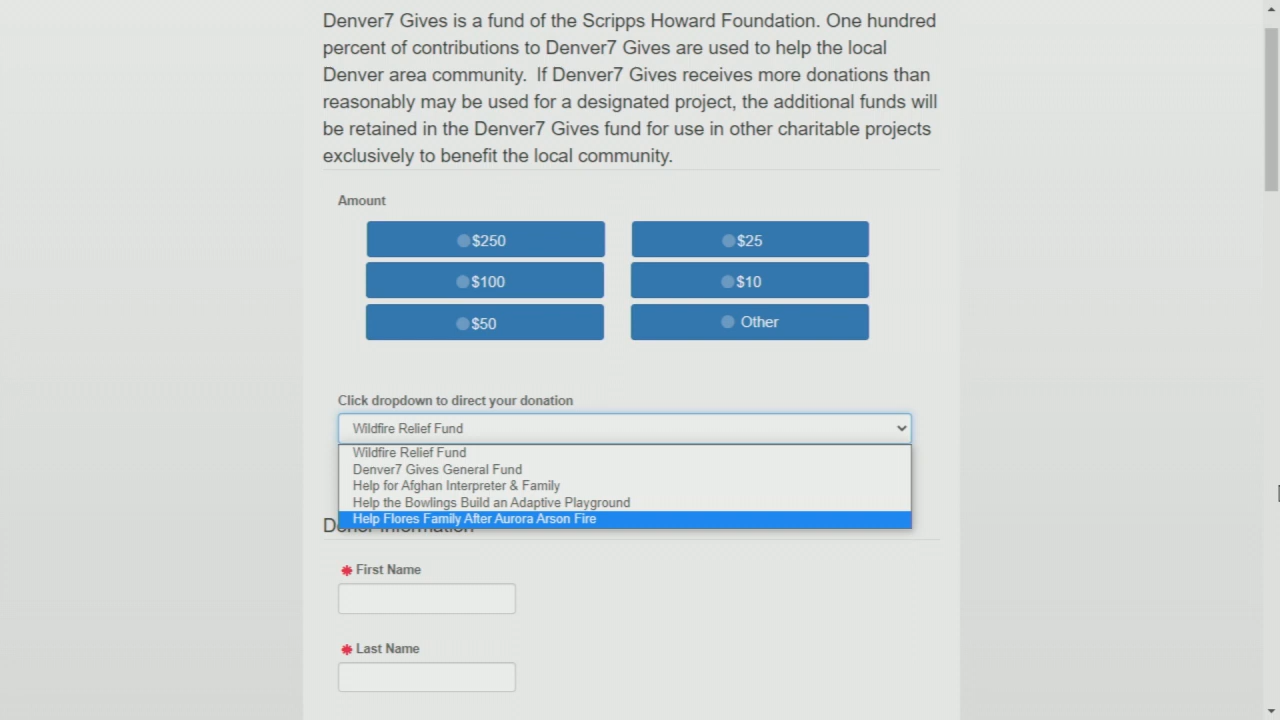 Denver7 Gives is a fund of the Scripps Howard Foundation. One hundred
percent of contributions to Denver7 Gives are used to help the local
Denver area community. If Denver7 Gives receives more donations than
reasonably may be used for a designated project, the additional funds will
be retained in the Denver7 Gives fund for use in other charitable projects
exclusively to benefit the local community.
Amount
$250
$25
$100
$10
$50
Other
Click dropdown to direct your donation
Wildfire Relief Fund
Wildfire Relief Fund
Denver7 Gives General Fund
Help for Afghan Interpreter & Family
Help the Bowlings Build an Adaptive Playground
Help Flores Family After Aurora Arson Fire
Donor Information
First Name
Last Name